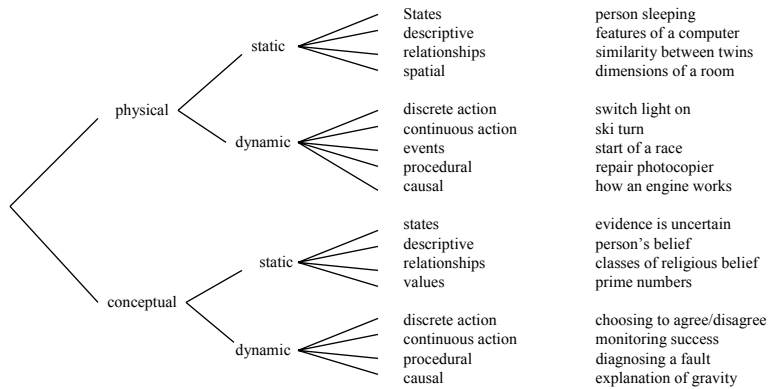 States person sleeping
descriptive features of a computer
static
relationships similarity between twins
spatial dimensions of a room
physical
discrete action switch light on
continuous action ski turn
dynamic
events start of a race
procedural repair photocopier
causal how an engine works
states evidence is uncertain
descriptive person's belief
static
relationships classes of religious belief
values prime numbers
conceptual
discrete action choosing to agree/disagree
continuous action monitoring success
dynamic
procedural diagnosing a fault
causal explanation of gravity